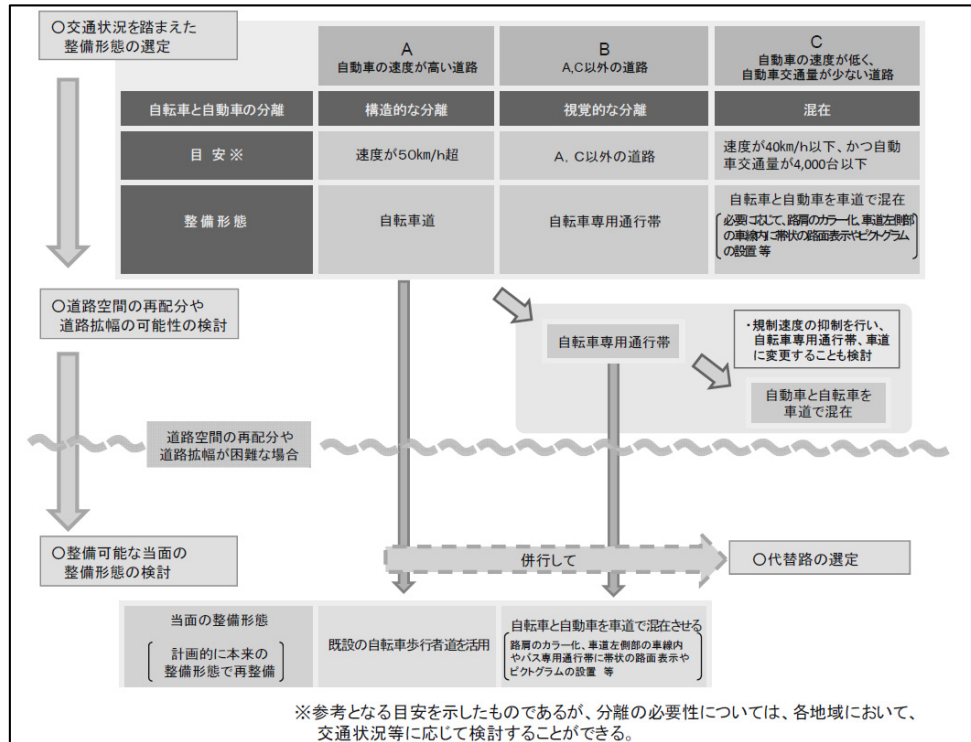 ○交通状況を踏まえた
整備形態の選定
A
自動車の速度が高い道路
B
A,C以外の道路
C
自動車の速度が低く、
自動車交通量が少ない道路
自転車と自動車の分離
構造的な分離
視覚的な分離
混在
目 安※
速度が50km/h超
A, C以外の道路
速度が40km/h以下、かつ自動
車交通量が4,000台以下
整備形態
自転車道
自転車専用通行帯
自転車と自動車を車道で混在
必要に応じて、路肩のカラー化、車道左側部
の車線内に帯状の路面表示やピクトグラム
の設置 等
○道路空間の再配分や
道路拡幅の可能性の検討
自転車専用通行帯
・規制速度の抑制を行い、
自転車専用通行帯、車道
に変更することも検討
自動車と自転車を
車道で混在
道路空間の再配分や
道路拡幅が困難な場合
○整備可能な当面の
整備形態の検討
併行して
○代替路の選定
当面の整備形態
計画的に本来の
整備形態で再整備
既設の自転車歩行者道を活用
自転車と自動車を車道で混在させる
路肩のカラー化、車道左側部の車線内
やバス専用通行帯に帯状の路面表示や
ピクトグラムの設置 等
※参考となる目安を示したものであるが、分離の必要性については、各地域において、
交通状況等に応じて検討することができる。